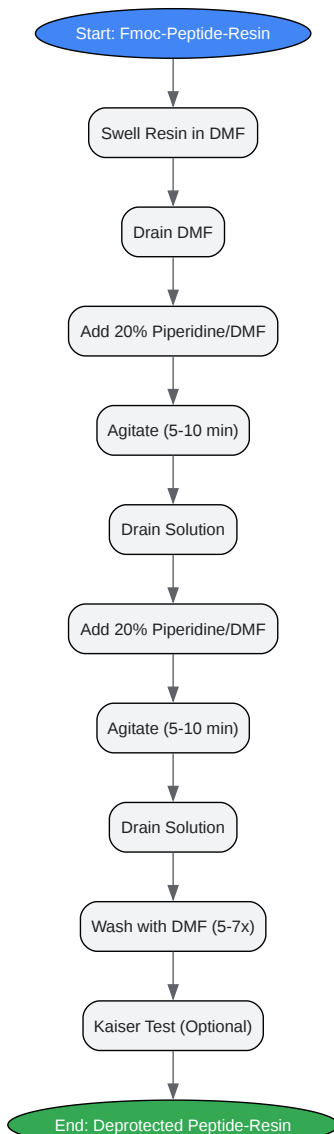 Start: Fmoc-Peptide-Resin
Swell Resin in DMF
Drain DMF
Add 20% Piperidine/DMF
Agitate (5-10 min)
Drain Solution
Add 20% Piperidine/DMF
Agitate (5-10 min)
Drain Solution
Wash with DMF (5-7x)
Kaiser Test (Optional)
End: Deprotected Peptide-Resin